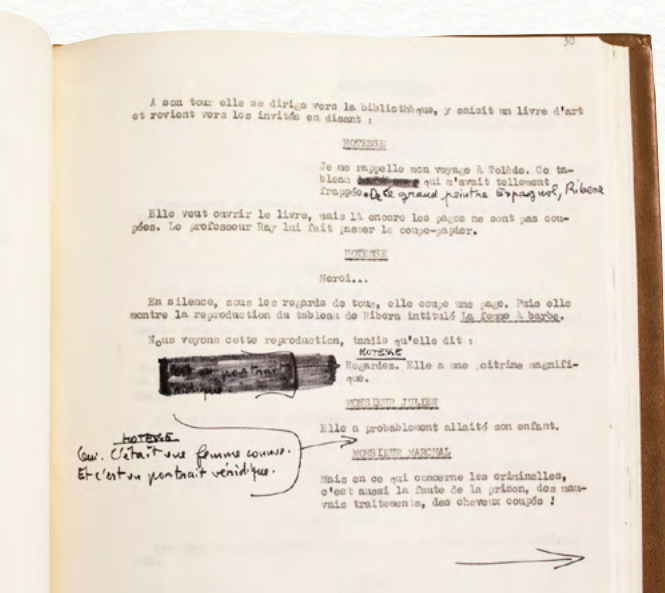 30
A son tour elle se dirige vers la bibliothèque, y saisit un livre d'art
et revient vers les invités en disant :
HOTESSE
Je me rappelle mon voyage à Tolède. Ce ta-
bleau qui m'avait tellement
frappée. De ce grand peintre Espagnol, Ribera
Elle veut ouvrir le livre, mais là encore les pages ne sont pas cou-
pées. Le professeur Ray lui fait passer le coupe-papier.
HOTESSE
Merci...
En silence, sous les regards de tous, elle coupe une page. Puis elle
montre la reproduction du tableau de Ribera intitulé La femme à barbe.
Nous voyons cette reproduction, tandis qu'elle dit :
HOTESSE
Regardez. Elle a une poitrine magnifi-
que.
C'est un portrait
véridique
MONSIEUR JULIEN
Elle a probablement allaité son enfant.
HOTESSE
Oui. C'était une femme connue.
Et c'est un portrait véridique.
MONSIEUR MARCHAL
Mais en ce qui concerne les criminelles,
c'est aussi la faute de la prison, des mau-
vais traitements, des cheveux coupés !